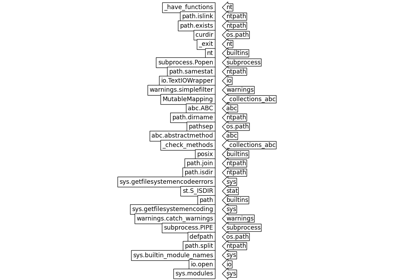 _have_functions nt
path.islink ntpath
path.exists ntpath
curdir os.path
_exit nt
nt builtins
subprocess.Popen subprocess
path.samestat ntpath
io.TextIOWrapper io
warnings.simplefilter warnings
MutableMapping _collections_abc
abc.ABC abc
path.dirname ntpath
pathsep os.path
abc.abstractmethod abc
_check_methods _collections_abc
posix builtins
path.join ntpath
path.isdir ntpath
sys.getfilesystemencodeerrors sys
st.S_ISDIR stat
path builtins
sys.getfilesystemencoding sys
warnings.catch_warnings warnings
subprocess.PIPE subprocess
defpath os.path
path.split ntpath
sys.builtin_module_names sys
io.open io
sys.modules sys